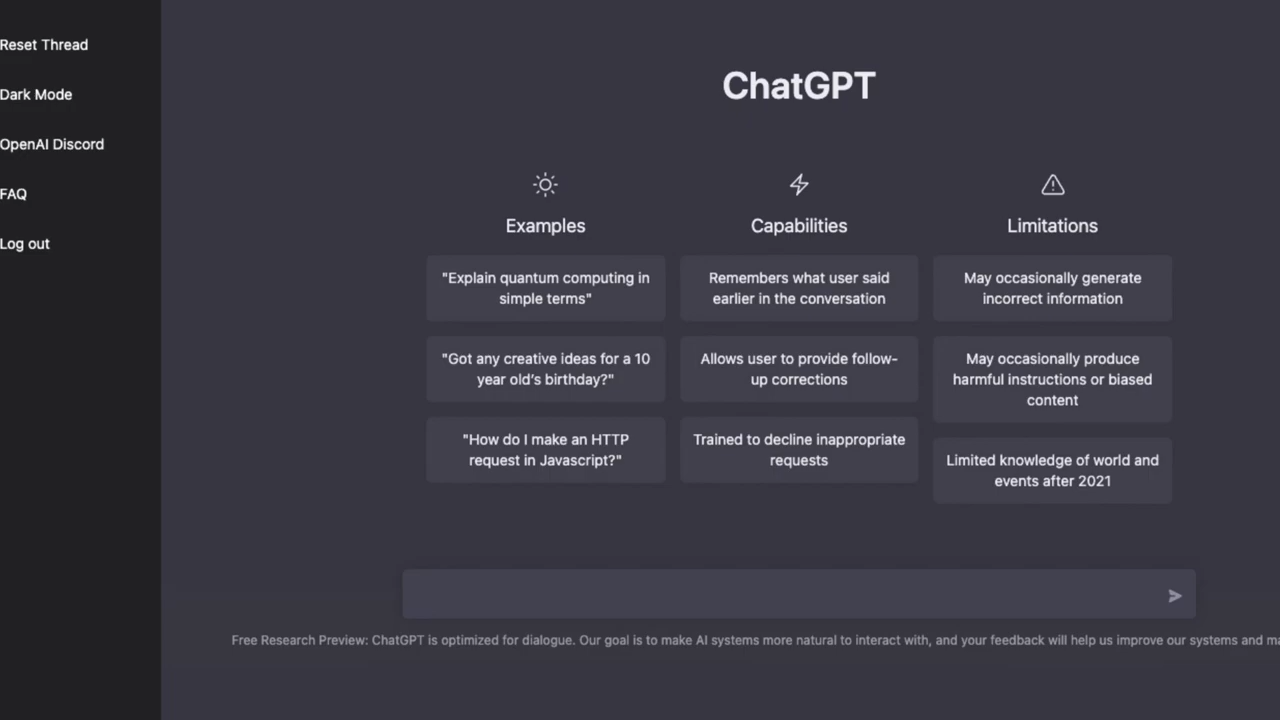 Reset Thread
Dark Mode
OpenAI Discord
FAQ
Log out
ChatGPT
Examples
"Explain quantum computing in
simple terms"
"Got any creative ideas for a 10
year old's birthday?"
"How do I make an HTTP
request in Javascript?"
Capabilities
Remembers what user said
earlier in the conversation
Allows user to provide follow-
up corrections
Trained to decline inappropriate
requests
Limitations
May occasionally generate
incorrect information
May occasionally produce
harmful instructions or biased
content
Limited knowledge of world and
events after 2021
Free Research Preview: ChatGPT is optimized for dialogue. Our goal is to make AI systems more natural to interact with, and your feedback will help us improve our systems and